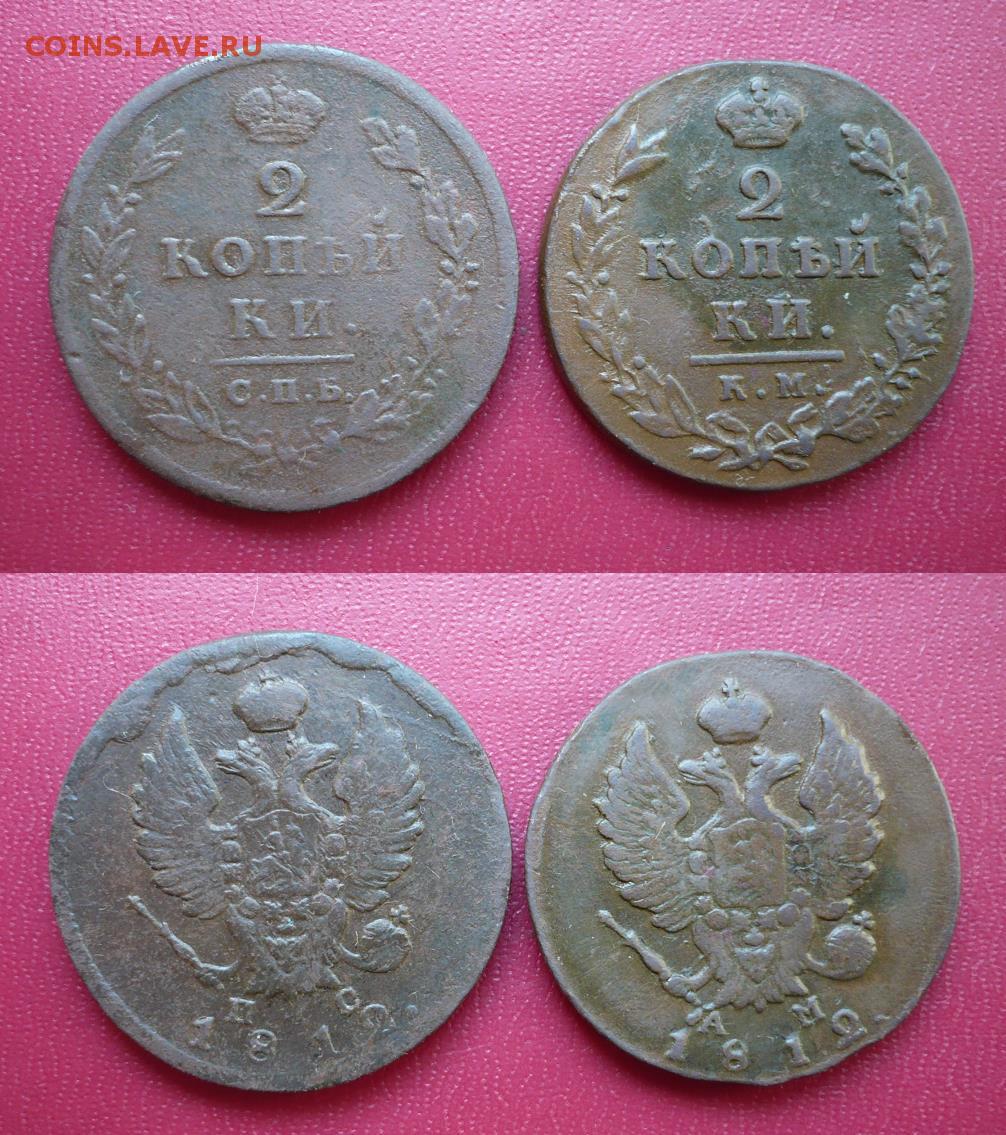 COINS.LAVE.RU
2
КОПѢЙ
КИ.
С.П.Б.
2
КОПѢЙ
КИ.
К.М.
П С
1812.
А М
1812.